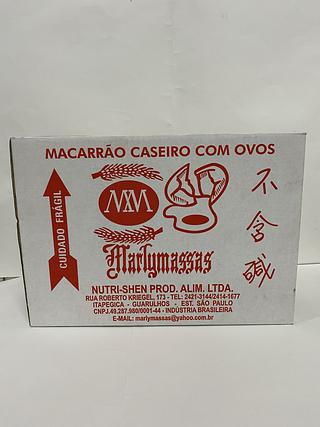 MACARRÃO CASEIRO COM OVOS
CUIDADO FRÁGIL
MM
不含碱
Marlymassas
NUTRI-SHEN PROD. ALIM. LTDA.
RUA ROBERTO KRIEGEL, 173 - TEL: 2421-3144/2414-1677
ITAPEGICA - GUARULHOS - EST. SÃO PAULO
CNPJ.49.287.980/0001-44 - INDÚSTRIA BRASILEIRA
E-MAIL: marlymassas@yahoo.com.br